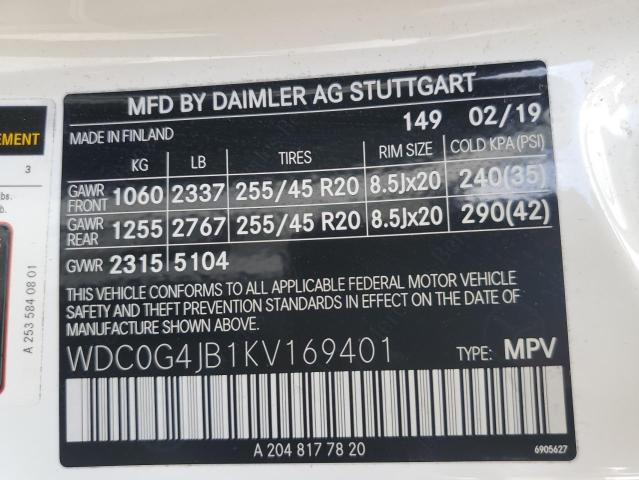 MFD BY DAIMLER AG STUTTGART
MADE IN FINLAND 149 02/19
KG LB TIRES RIM SIZE COLD KPA(PSI)
GAWR FRONT 1060 2337 255/45 R20 8.5Jx20 240(35)
GAWR REAR 1255 2767 255/45 R20 8.5Jx20 290(42)
GVWR 2315 5104
THIS VEHICLE CONFORMS TO ALL APPLICABLE FEDERAL MOTOR VEHICLE
SAFETY AND THEFT PREVENTION STANDARDS IN EFFECT ON THE DATE OF
MANUFACTURE SHOWN ABOVE.
WDC0G4JB1KV169401 TYPE: MPV
A 204 817 78 20 6905627
EMENT
3
lbs.
b.
A 253 584 08 01